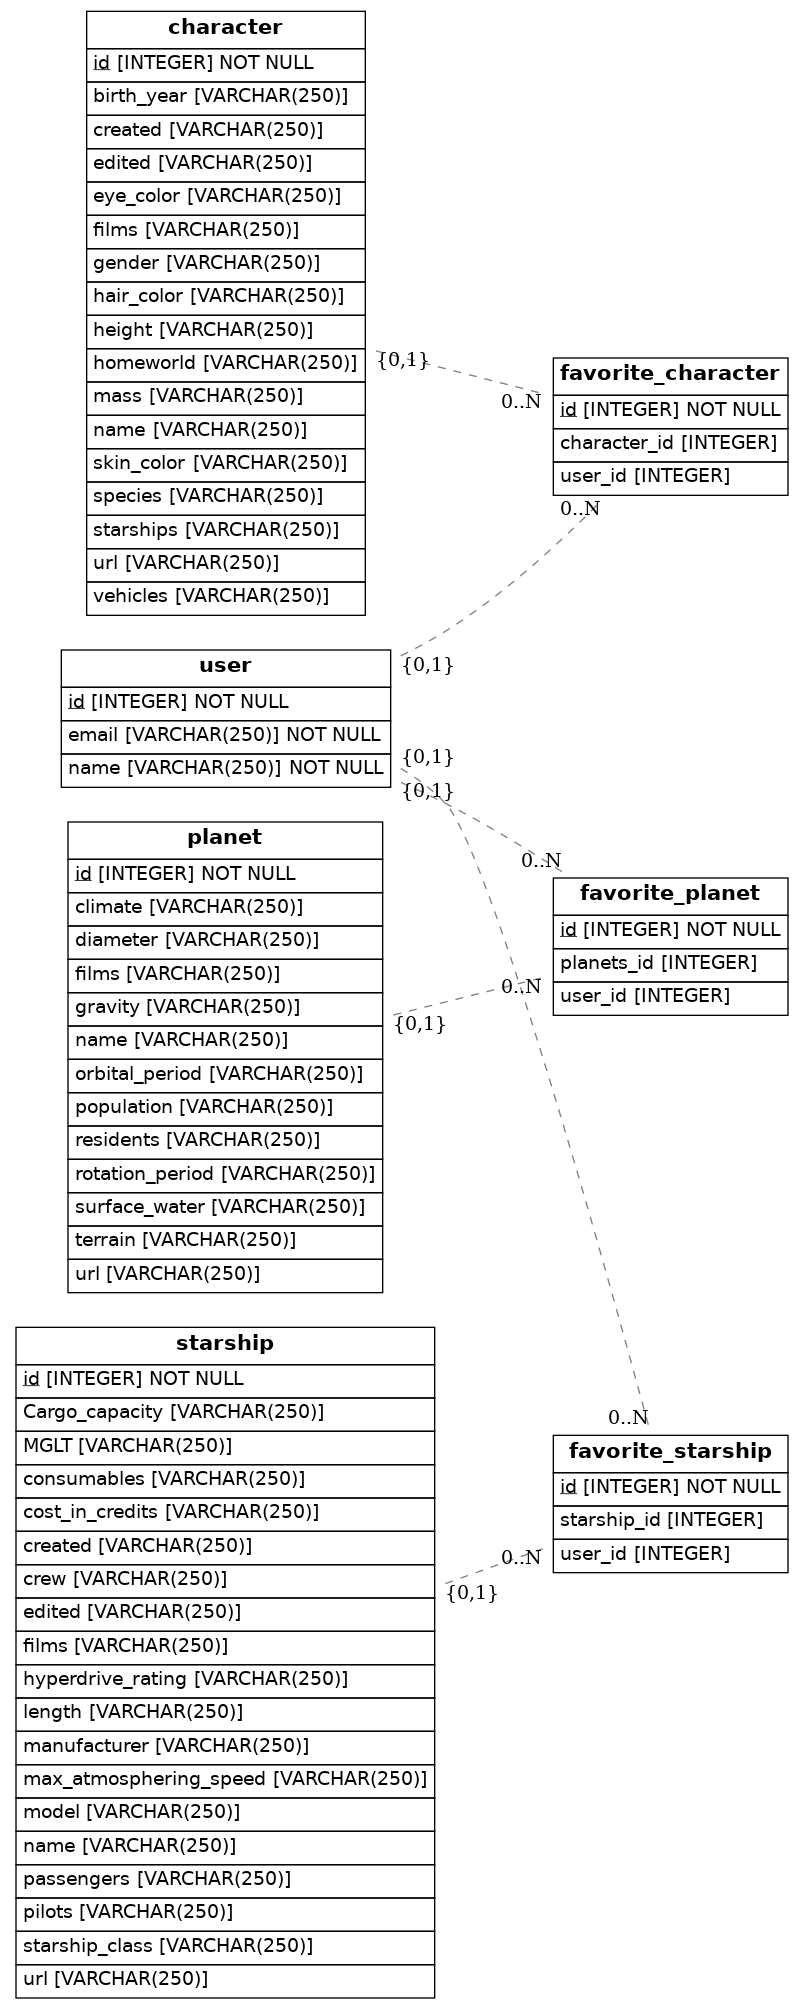 character
id [INTEGER] NOT NULL
birth_year [VARCHAR(250)]
created [VARCHAR(250)]
edited [VARCHAR(250)]
eye_color [VARCHAR(250)]
films [VARCHAR(250)]
gender [VARCHAR(250)]
hair_color [VARCHAR(250)]
height [VARCHAR(250)]
homeworld [VARCHAR(250)]
mass [VARCHAR(250)]
name [VARCHAR(250)]
skin_color [VARCHAR(250)]
species [VARCHAR(250)]
starships [VARCHAR(250)]
url [VARCHAR(250)]
vehicles [VARCHAR(250)]
{0,1}
0..N
favorite_character
id [INTEGER] NOT NULL
character_id [INTEGER]
user_id [INTEGER]
0..N
{0,1}
user
id [INTEGER] NOT NULL
email [VARCHAR(250)] NOT NULL
name [VARCHAR(250)] NOT NULL
{0,1}
{0,1}
0..N
planet
id [INTEGER] NOT NULL
climate [VARCHAR(250)]
diameter [VARCHAR(250)]
films [VARCHAR(250)]
gravity [VARCHAR(250)]
name [VARCHAR(250)]
orbital_period [VARCHAR(250)]
population [VARCHAR(250)]
residents [VARCHAR(250)]
rotation_period [VARCHAR(250)]
surface_water [VARCHAR(250)]
terrain [VARCHAR(250)]
url [VARCHAR(250)]
{0,1}
0..N
favorite_planet
id [INTEGER] NOT NULL
planets_id [INTEGER]
user_id [INTEGER]
starship
id [INTEGER] NOT NULL
Cargo_capacity [VARCHAR(250)]
MGLT [VARCHAR(250)]
consumables [VARCHAR(250)]
cost_in_credits [VARCHAR(250)]
created [VARCHAR(250)]
crew [VARCHAR(250)]
edited [VARCHAR(250)]
films [VARCHAR(250)]
hyperdrive_rating [VARCHAR(250)]
length [VARCHAR(250)]
manufacturer [VARCHAR(250)]
max_atmosphering_speed [VARCHAR(250)]
model [VARCHAR(250)]
name [VARCHAR(250)]
passengers [VARCHAR(250)]
pilots [VARCHAR(250)]
starship_class [VARCHAR(250)]
url [VARCHAR(250)]
{0,1}
0..N
0..N
favorite_starship
id [INTEGER] NOT NULL
starship_id [INTEGER]
user_id [INTEGER]